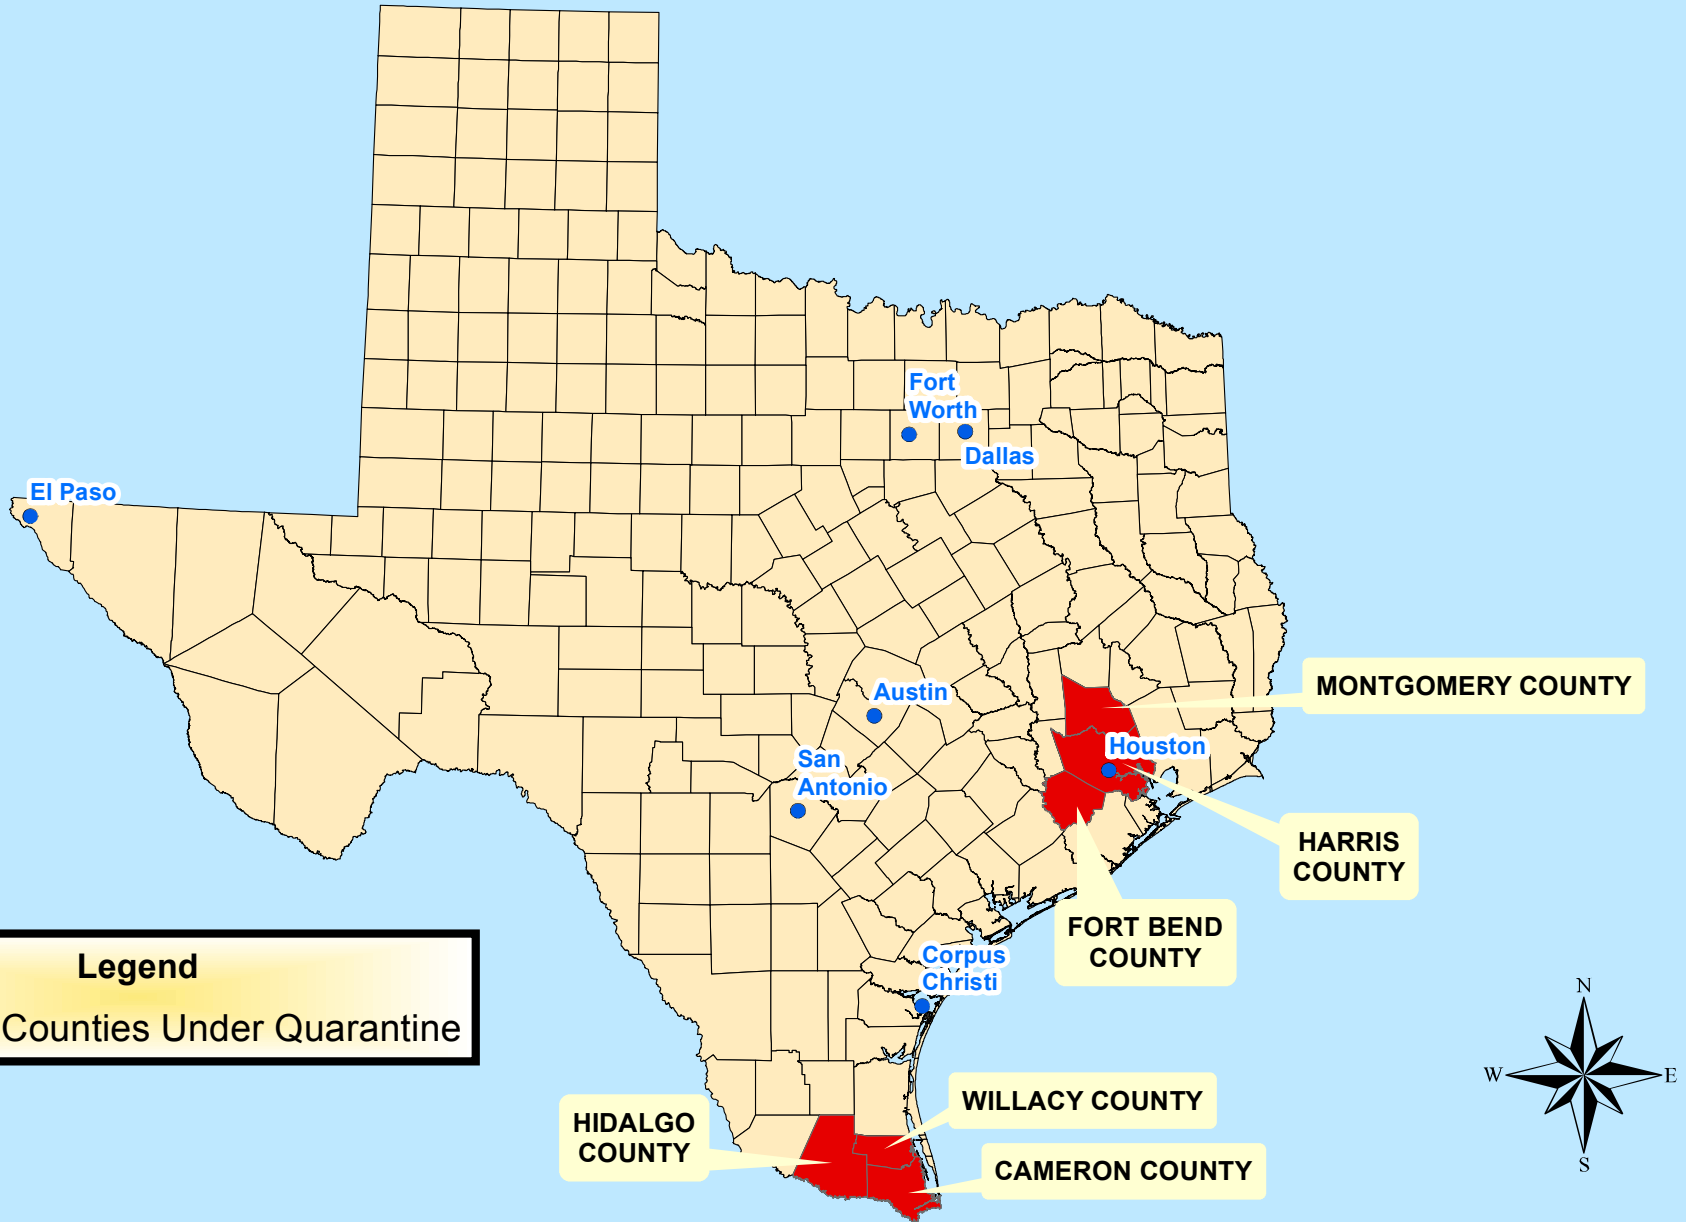 Fort
Worth
Dallas
El Paso
MONTGOMERY COUNTY
Austin
Houston
San
Antonio
HARRIS
COUNTY
FORT BEND
COUNTY
Corpus
Christi
Legend
Counties Under Quarantine
N
W
E
S
WILLACY COUNTY
HIDALGO
COUNTY
CAMERON COUNTY